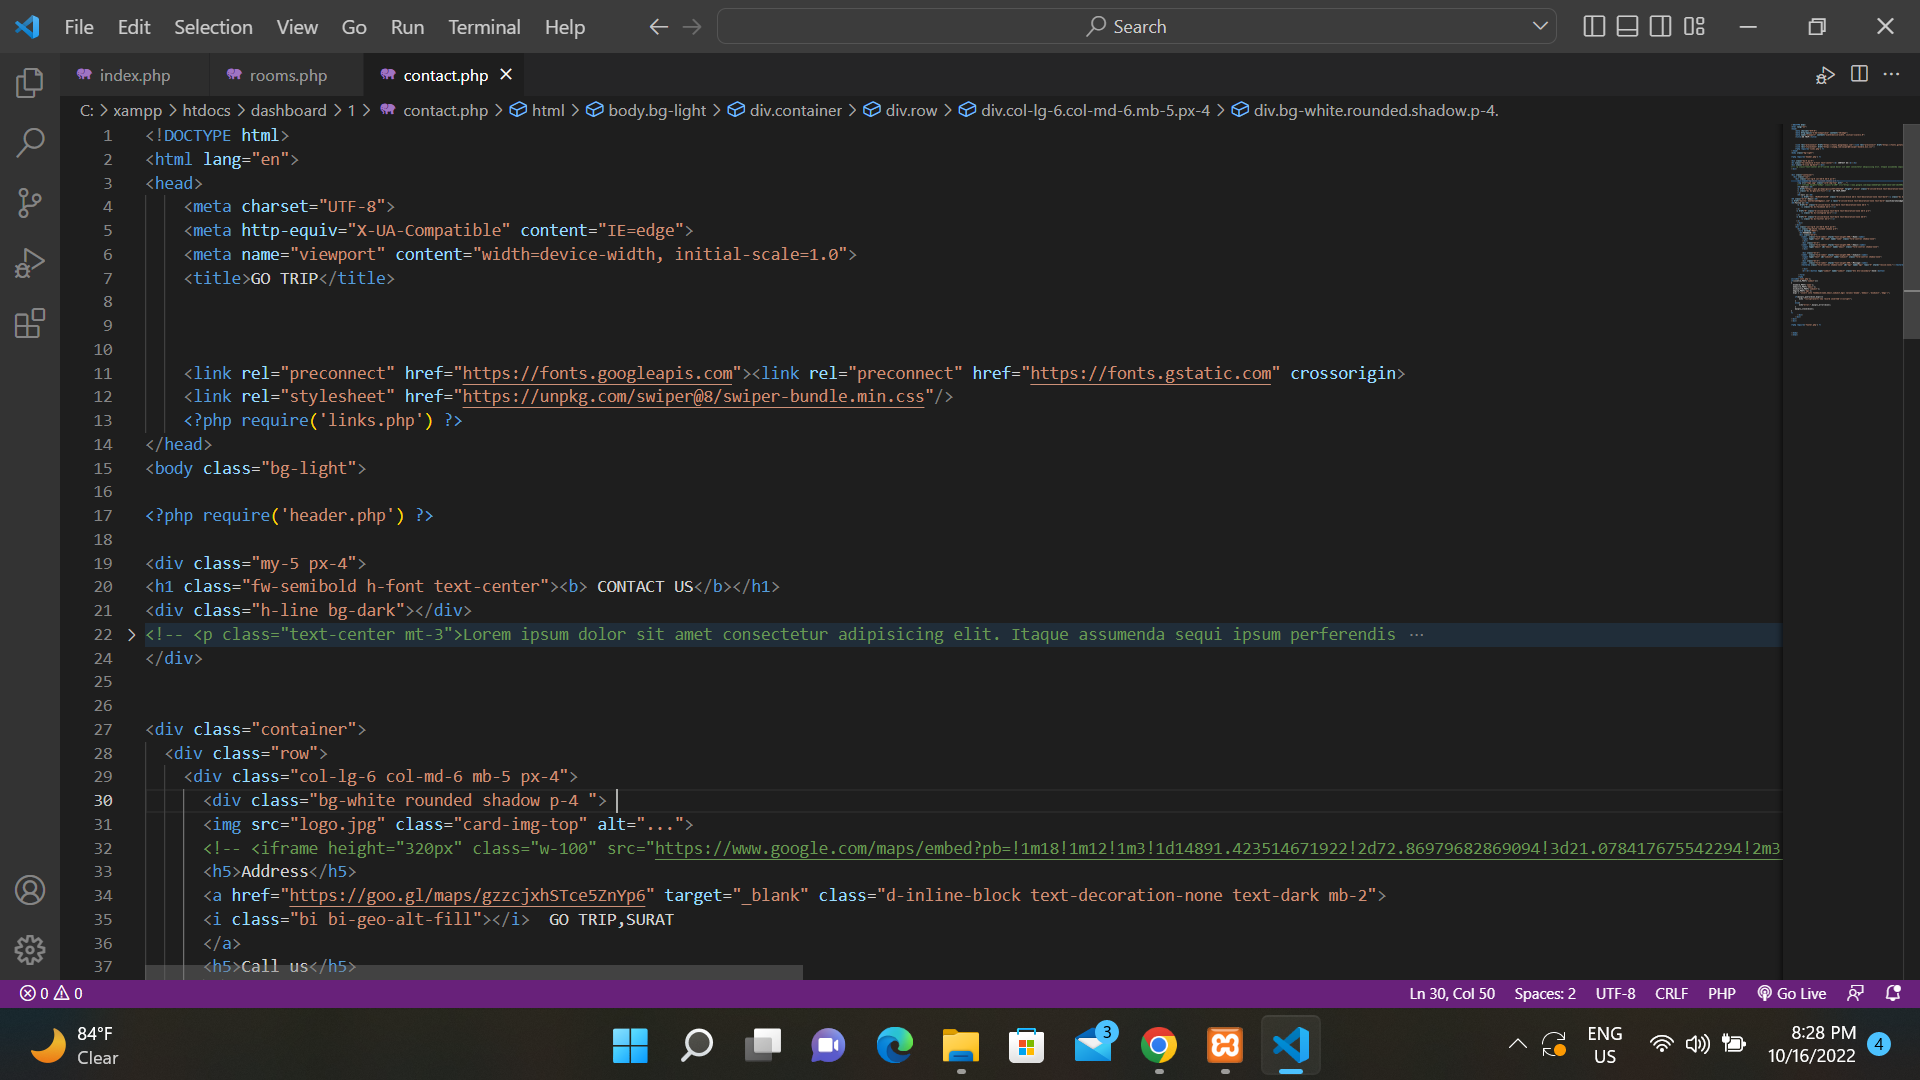 File Edit Selection View Go Run Terminal Help Search
index.php rooms.php contact.php
C: > xampp > htdocs > dashboard > 1 > contact.php > html > body.bg-light > div.container > div.row > div.col-lg-6.col-md-6.mb-5.px-4 > div.bg-white.rounded.shadow.p-4.
1 <!DOCTYPE html>
2 <html lang="en">
3 <head>
4 <meta charset="UTF-8">
5 <meta http-equiv="X-UA-Compatible" content="IE=edge">
6 <meta name="viewport" content="width=device-width, initial-scale=1.0">
7 <title>GO TRIP</title>
8
9
10
11 <link rel="preconnect" href="https://fonts.googleapis.com"><link rel="preconnect" href="https://fonts.gstatic.com" crossorigin>
12 <link rel="stylesheet" href="https://unpkg.com/swiper@8/swiper-bundle.min.css"/>
13 <?php require('links.php') ?>
14 </head>
15 <body class="bg-light">
16
17 <?php require('header.php') ?>
18
19 <div class="my-5 px-4">
20 <h1 class="fw-semibold h-font text-center"><b> CONTACT US</b></h1>
21 <div class="h-line bg-dark"></div>
22 <!-- <p class="text-center mt-3">Lorem ipsum dolor sit amet consectetur adipisicing elit. Itaque assumenda sequi ipsum perferendis ...
24 </div>
25
26
27 <div class="container">
28 <div class="row">
29 <div class="col-lg-6 col-md-6 mb-5 px-4">
30 <div class="bg-white rounded shadow p-4 ">
31 <img src="logo.jpg" class="card-img-top" alt="...">
32 <!-- <iframe height="320px" class="w-100" src="https://www.google.com/maps/embed?pb=!1m18!1m12!1m3!1d14891.423514671922!2d72.86979682869094!3d21.078417675542294!2m3
33 <h5>Address</h5>
34 <a href="https://goo.gl/maps/gzzcjxhSTce5ZnYp6" target="_blank" class="d-inline-block text-decoration-none text-dark mb-2">
35 <i class="bi bi-geo-alt-fill"></i> GO TRIP,SURAT
36 </a>
37 <h5>Call us</h5>
0 0 Ln 30, Col 50 Spaces: 2 UTF-8 CRLF PHP Go Live
84°F
Clear
3
ENG
US
8:28 PM
10/16/2022
4